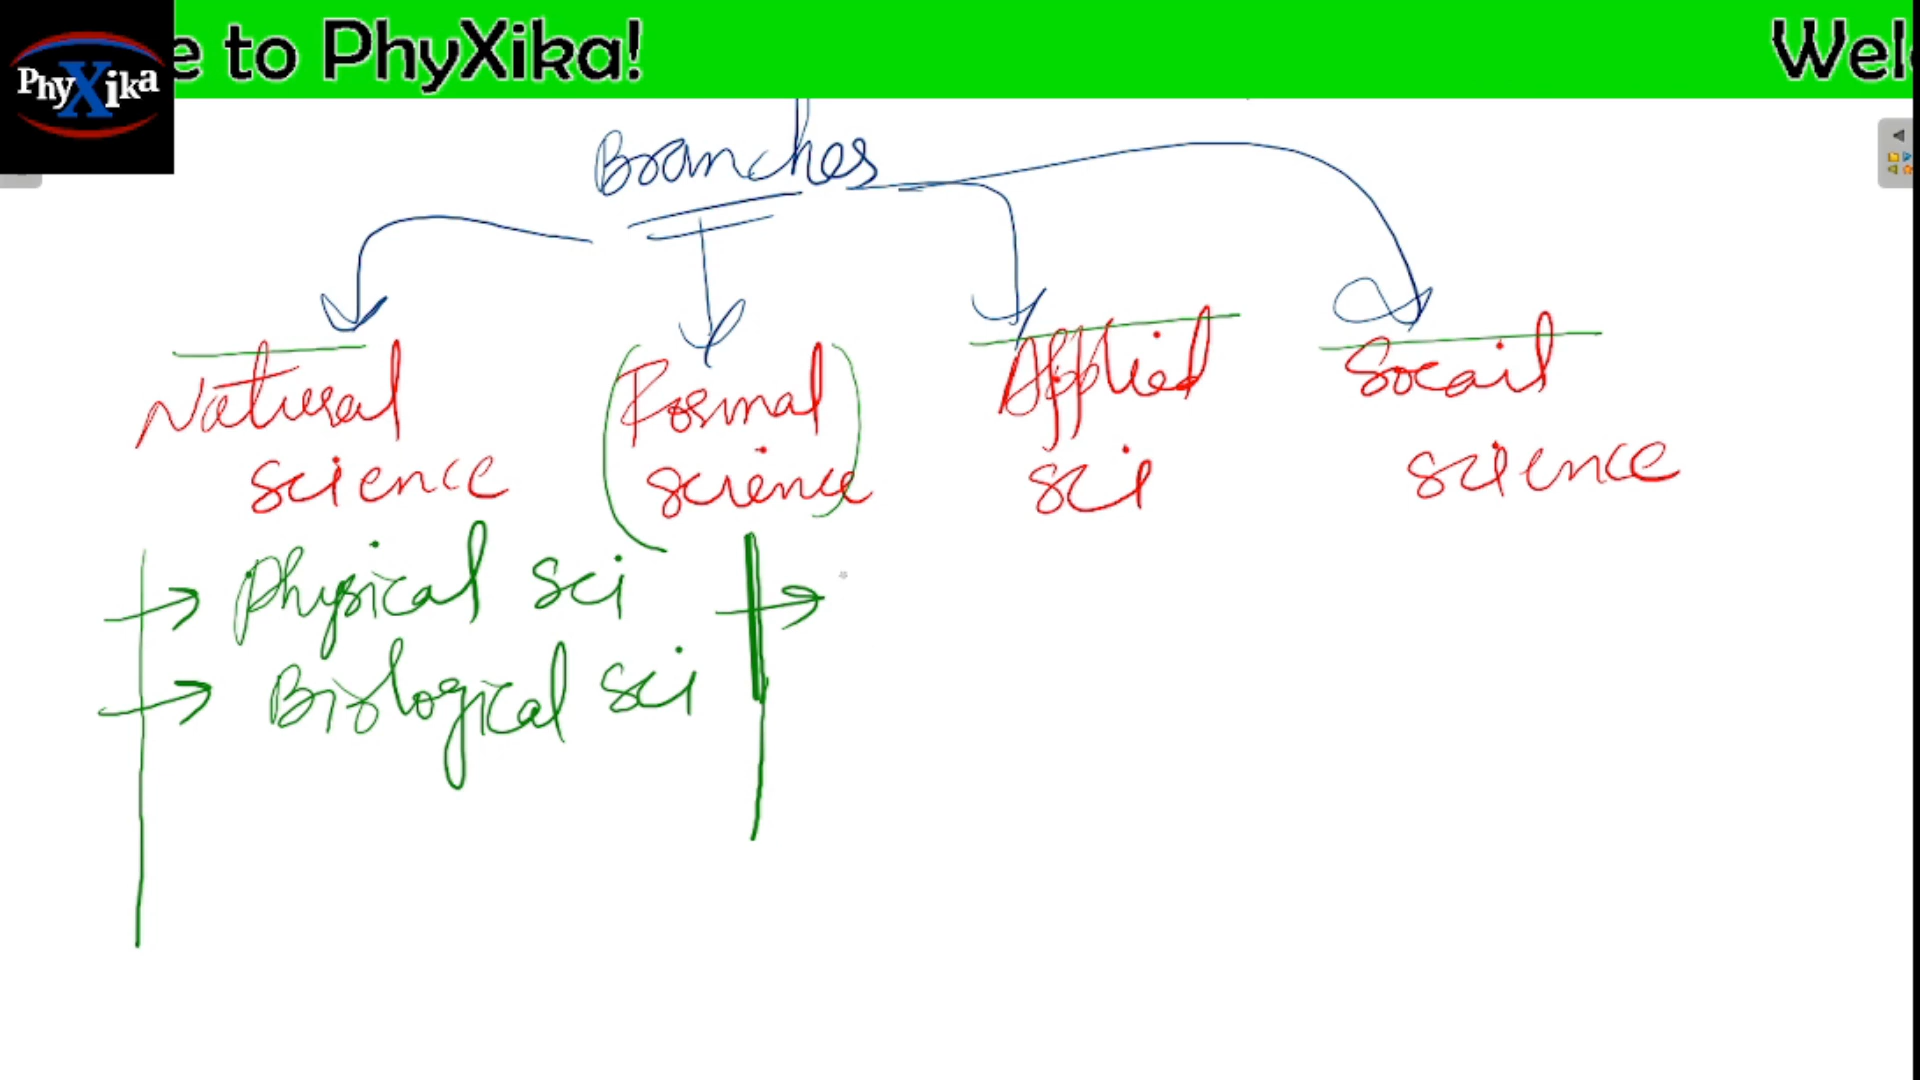 PhyXika
e to PhyXika!
Wel
Branches
Natural
science
Formal
science
Applied
sci
Socail
science
Physical sci
Biological sci